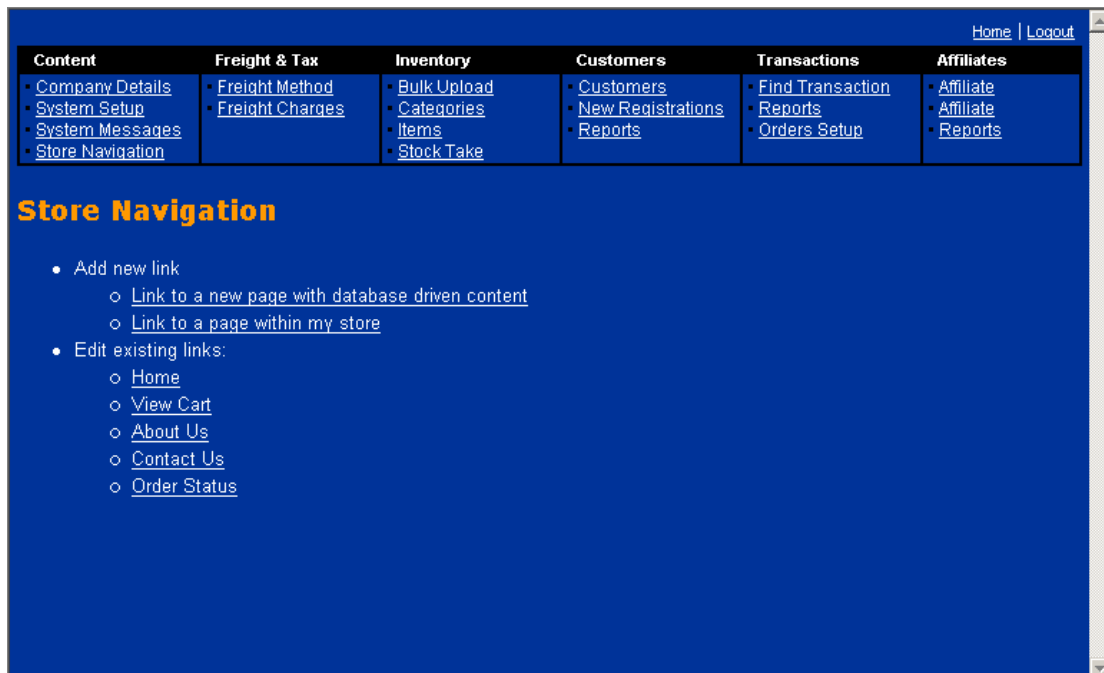 Home | Logout
Content Freight & Tax Inventory Customers Transactions Affiliates
Company Details Freight Method Bulk Upload Customers Find Transaction Affiliate
System Setup Freight Charges Categories New Registrations Reports Affiliate
System Messages Items Reports Orders Setup Reports
Store Navigation Stock Take
Store Navigation
Add new link
Link to a new page with database driven content
Link to a page within my store
Edit existing links:
Home
View Cart
About Us
Contact Us
Order Status